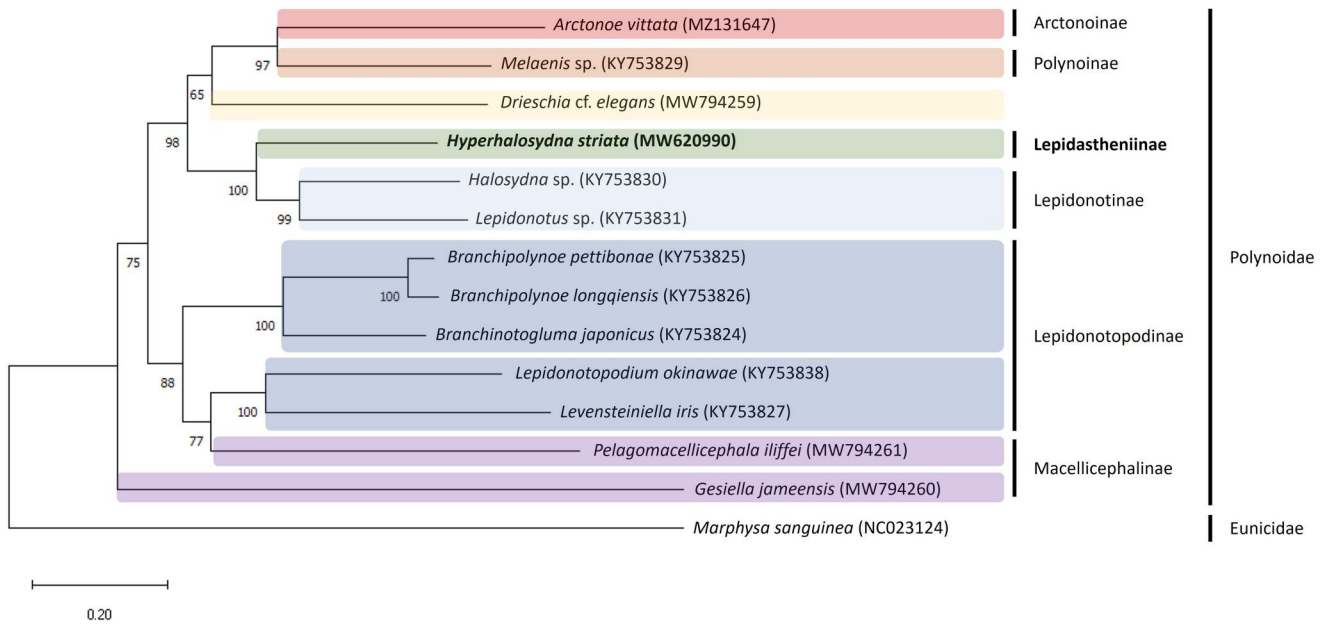 Arctonoe vittata (MZ131647)
Arctonoinae
97
Melaenis sp. (KY753829)
Polynoinae
65
Drieschia cf. elegans (MW794259)
98
Hyperhalosydna striata (MW620990)
Lepidastheniinae
100
Halosydna sp. (KY753830)
Lepidonotinae
99
Lepidonotus sp. (KY753831)
75
Branchipolynoe pettibonae (KY753825)
Polynoidae
100
Branchipolynoe longqiensis (KY753826)
100
Branchinotogluma japonicus (KY753824)
Lepidonotopodinae
88
Lepidonotopodium okinawae (KY753838)
100
Levensteiniella iris (KY753827)
77
Pelagomacellicephala iliffei (MW794261)
Macellicephalinae
Gesiella jameensis (MW794260)
Marphysa sanguinea (NC023124)
Eunicidae
0.20